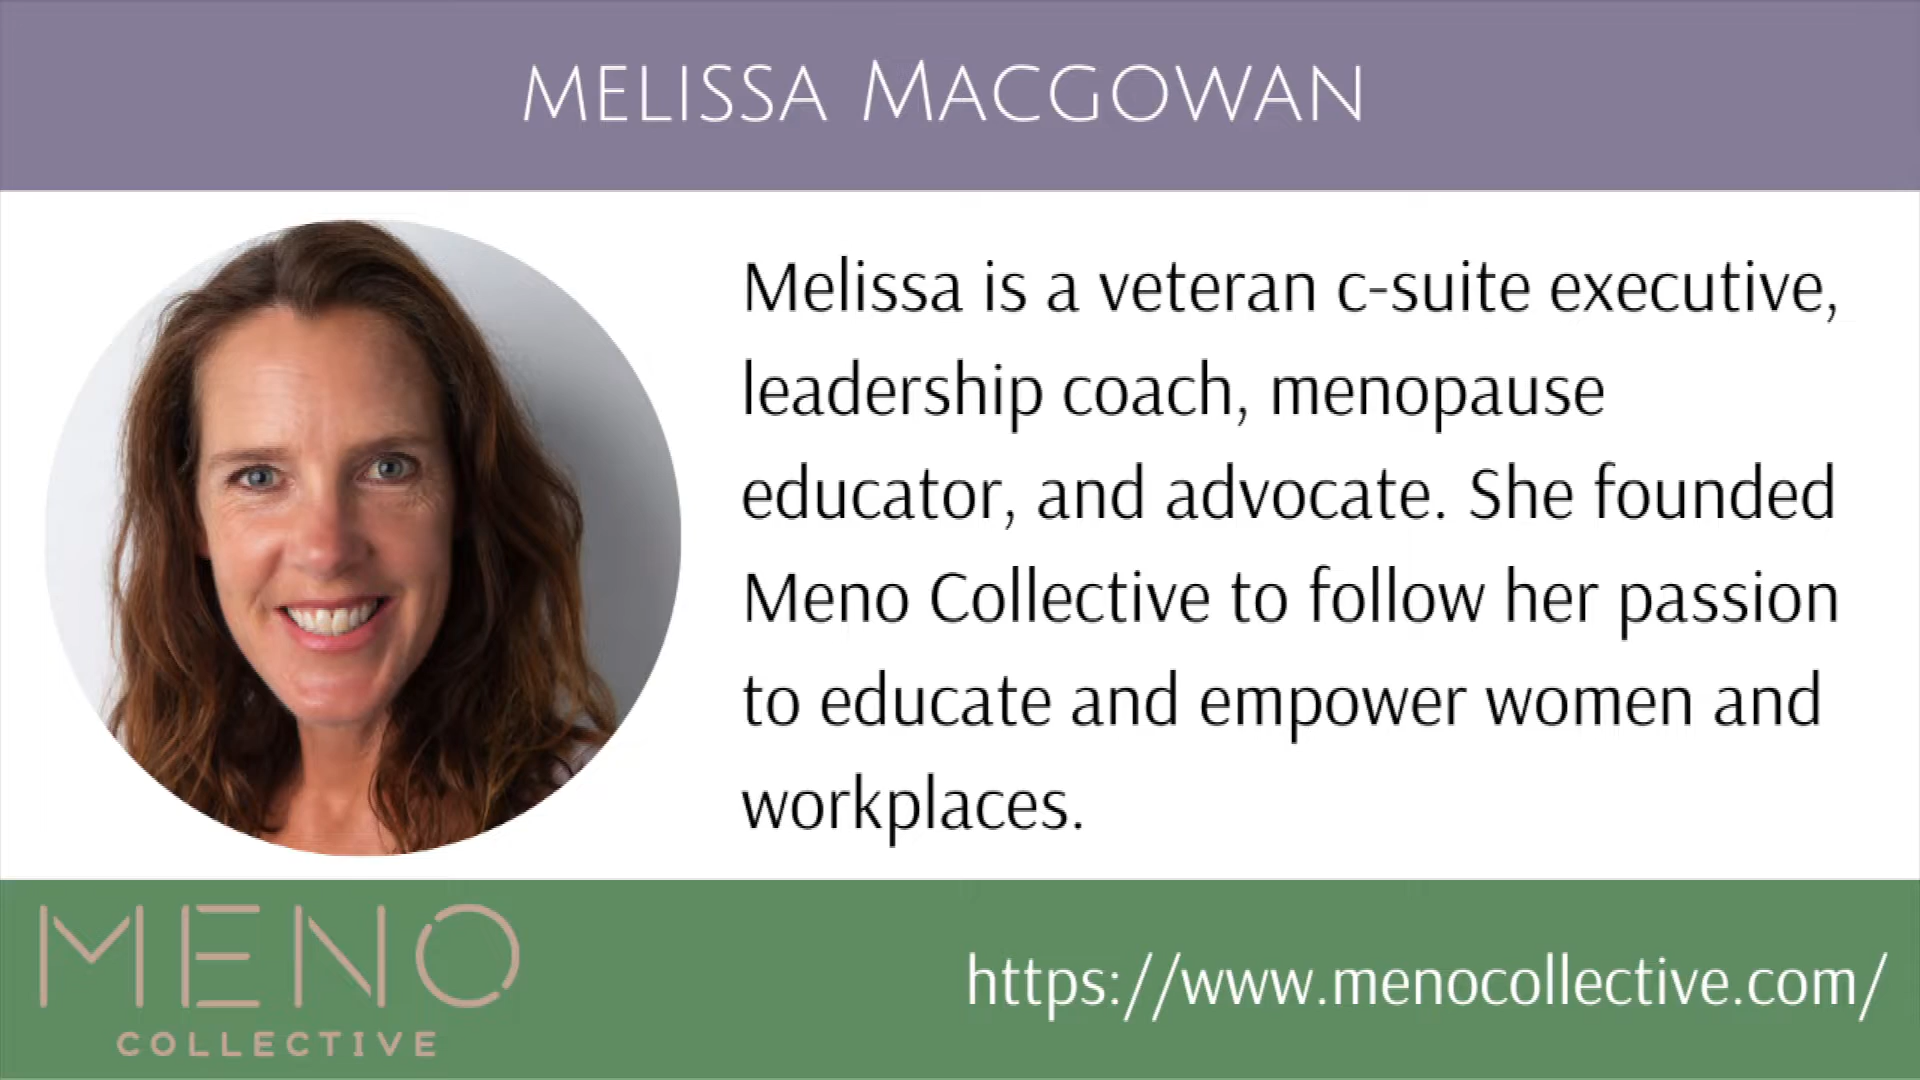 MELISSA MACGOWAN
Melissa is a veteran c-suite executive,
leadership coach, menopause
educator, and advocate. She founded
Meno Collective to follow her passion
to educate and empower women and
workplaces.
MENO
COLLECTIVE
https://www.menocollective.com/